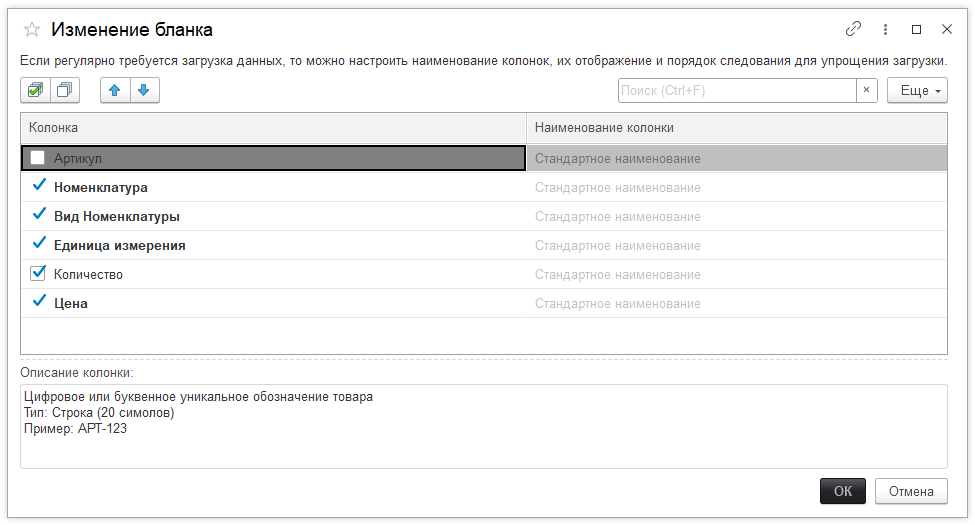 Изменение бланка
Если регулярно требуется загрузка данных, то можно настроить наименование колонок, их отображение и порядок следования для упрощения загрузки.
Поиск (Ctrl+F) × Еще
Колонка Наименование колонки
Артикул Стандартное наименование
Номенклатура Стандартное наименование
Вид Номенклатуры Стандартное наименование
Единица измерения Стандартное наименование
Количество Стандартное наименование
Цена Стандартное наименование
Описание колонки:
Цифровое или буквенное уникальное обозначение товара
Тип: Строка (20 симолов)
Пример: АРТ-123
ОК Отмена